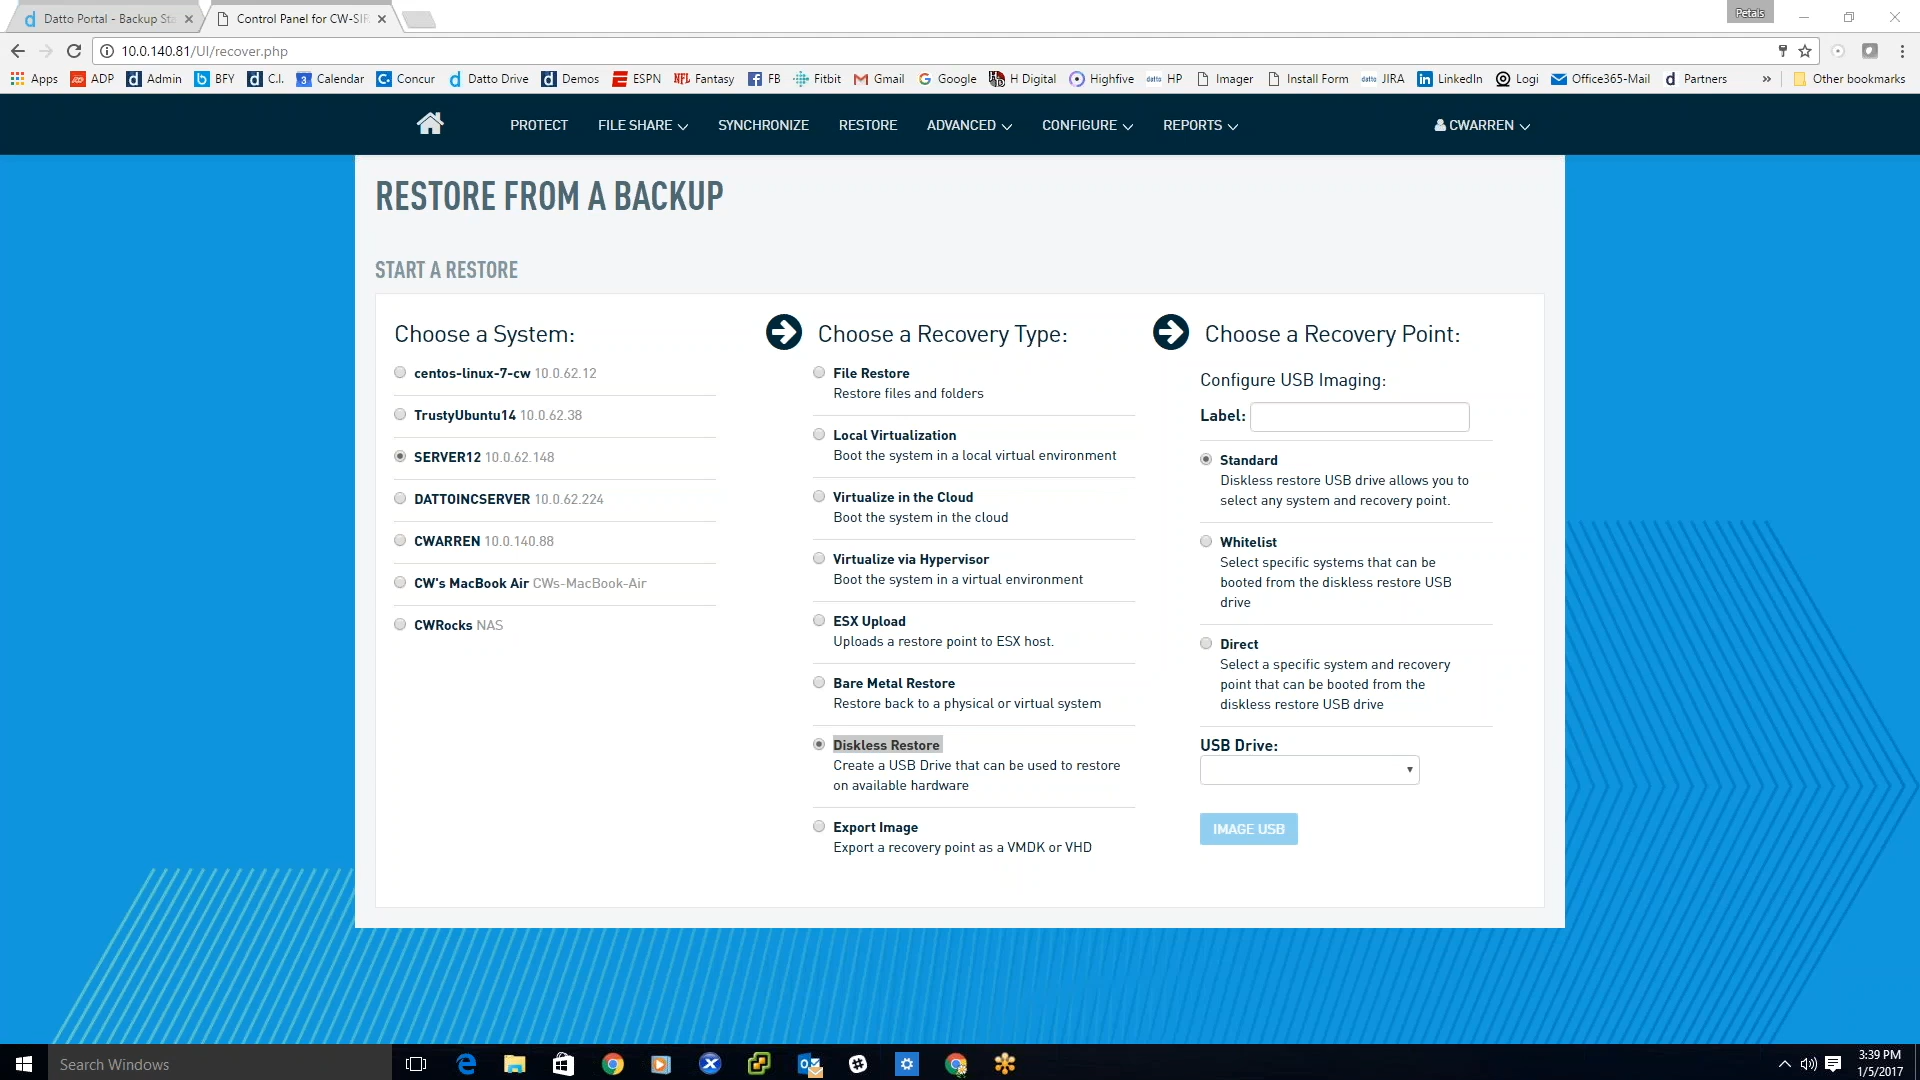 Datto Portal - Backup Sta
Control Panel for CW-SIR
Petals
10.0.140.81/UI/recover.php
Apps ADP Admin BFY C.I. Calendar Concur Datto Drive Demos ESPN Fantasy FB Fitbit Gmail Google H Digital Highfive HP Imager Install Form JIRA LinkedIn Logi Office365-Mail Partners » Other bookmarks
PROTECT FILE SHARE SYNCHRONIZE RESTORE ADVANCED CONFIGURE REPORTS CWARREN
RESTORE FROM A BACKUP
START A RESTORE
Choose a System:
centos-linux-7-cw 10.0.62.12
TrustyUbuntu14 10.0.62.38
SERVER12 10.0.62.148
DATTOINCSERVER 10.0.62.224
CWARREN 10.0.140.88
CW's MacBook Air CWs-MacBook-Air
CWRocks NAS
Choose a Recovery Type:
File Restore
Restore files and folders
Local Virtualization
Boot the system in a local virtual environment
Virtualize in the Cloud
Boot the system in the cloud
Virtualize via Hypervisor
Boot the system in a virtual environment
ESX Upload
Uploads a restore point to ESX host.
Bare Metal Restore
Restore back to a physical or virtual system
Diskless Restore
Create a USB Drive that can be used to restore
on available hardware
Export Image
Export a recovery point as a VMDK or VHD
Choose a Recovery Point:
Configure USB Imaging:
Label:
Standard
Diskless restore USB drive allows you to
select any system and recovery point.
Whitelist
Select specific systems that can be
booted from the diskless restore USB
drive
Direct
Select a specific system and recovery
point that can be booted from the
diskless restore USB drive
USB Drive:
IMAGE USB
Search Windows
3:39 PM
1/5/2017